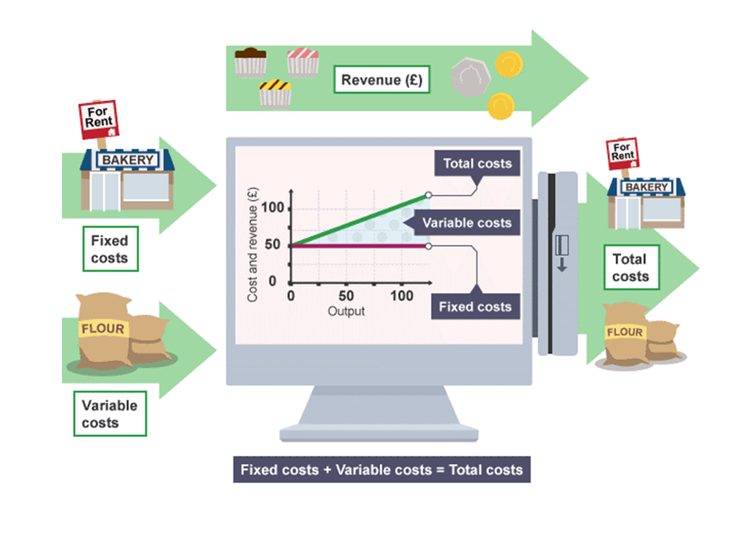 Revenue (£)
For
Rent
BAKERY
Fixed
costs
FLOUR
Variable
costs
Total costs
Variable costs
Fixed costs
Cost and revenue (£)
100
50
0
0
50
100
Output
For
Rent
BAKERY
Total
costs
FLOUR
Fixed costs + Variable costs = Total costs